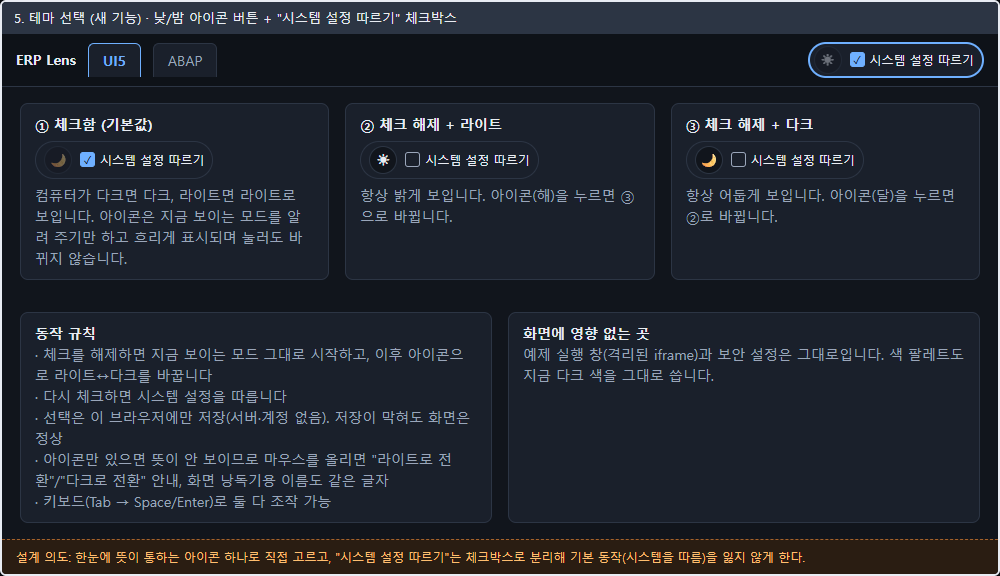 5. 테마 선택 (새 기능) · 낮/밤 아이콘 버튼 + "시스템 설정 따르기" 체크박스
ERP Lens UI5 ABAP 시스템 설정 따르기
① 체크함 (기본값)
시스템 설정 따르기
컴퓨터가 다크면 다크, 라이트면 라이트로
보입니다. 아이콘은 지금 보이는 모드를 알
려 주기만 하고 흐리게 표시되며 눌러도 바
뀌지 않습니다.
② 체크 해제 + 라이트
시스템 설정 따르기
항상 밝게 보입니다. 아이콘(해)을 누르면 ③
으로 바뀝니다.
③ 체크 해제 + 다크
시스템 설정 따르기
항상 어둡게 보입니다. 아이콘(달)을 누르면
②로 바뀝니다.
동작 규칙
· 체크를 해제하면 지금 보이는 모드 그대로 시작하고, 이후 아이콘으
로 라이트↔다크를 바꿉니다
· 다시 체크하면 시스템 설정을 따릅니다
· 선택은 이 브라우저에만 저장(서버·계정 없음). 저장이 막혀도 화면은
정상
· 아이콘만 있으면 뜻이 안 보이므로 마우스를 올리면 "라이트로 전
환"/"다크로 전환" 안내, 화면 낭독기용 이름도 같은 글자
· 키보드(Tab → Space/Enter)로 둘 다 조작 가능
화면에 영향 없는 곳
예제 실행 창(격리된 iframe)과 보안 설정은 그대로입니다. 색 팔레트도
지금 다크 색을 그대로 씁니다.
설계 의도: 한눈에 뜻이 통하는 아이콘 하나로 직접 고르고, "시스템 설정 따르기"는 체크박스로 분리해 기본 동작(시스템을 따름)을 잃지 않게 한다.